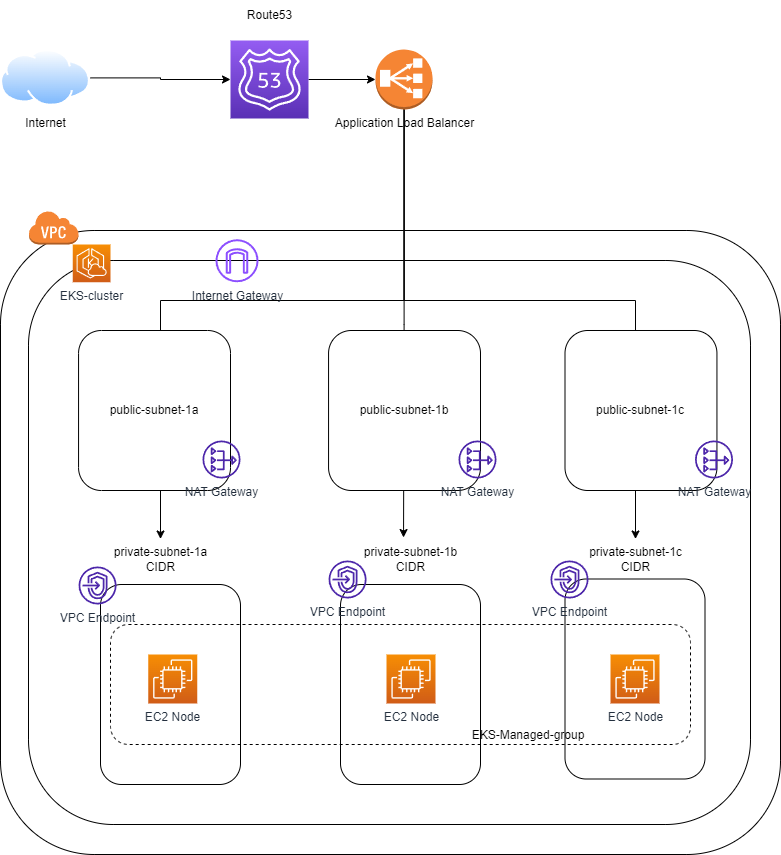 Route53
53
Internet
Application Load Balancer
VPC
EKS-cluster
Internet Gateway
public-subnet-1a
public-subnet-1b
public-subnet-1c
NAT Gateway
NAT Gateway
NAT Gateway
private-subnet-1a
CIDR
private-subnet-1b
CIDR
private-subnet-1c
CIDR
VPC Endpoint
VPC Endpoint
VPC Endpoint
EC2 Node
EC2 Node
EC2 Node
EKS-Managed-group